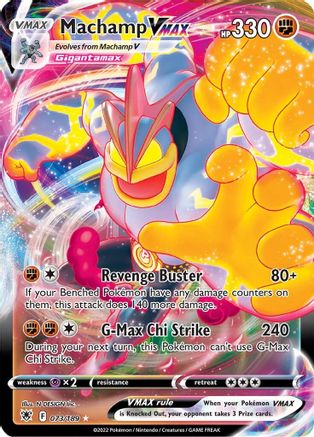 VMAX
Machamp VMAX
HP 330
Evolves from Machamp V
Gigantamax
Revenge Buster 80+
If your Benched Pokémon have any damage counters on
them, this attack does 140 more damage.
G-Max Chi Strike 240
During your next turn, this Pokémon can't use G-Max
Chi Strike.
weakness ×2 resistance retreat
Illus. N-DESIGN Inc.
F 073/189
VMAX rule
When your Pokémon VMAX
is Knocked Out, your opponent takes 3 Prize cards.
©2022 Pokémon / Nintendo / Creatures / GAME FREAK